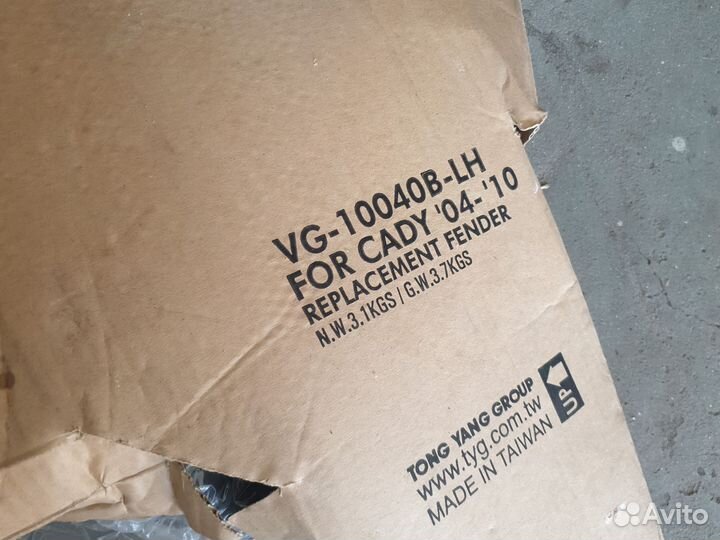 VG-10040B-LH
FOR CADY '04-'10
REPLACEMENT FENDER
N.W.3.1KGS / G.W.3.7KGS
TONG YANG GROUP
www.tyg.com.tw
MADE IN TAIWAN
UP
Avito